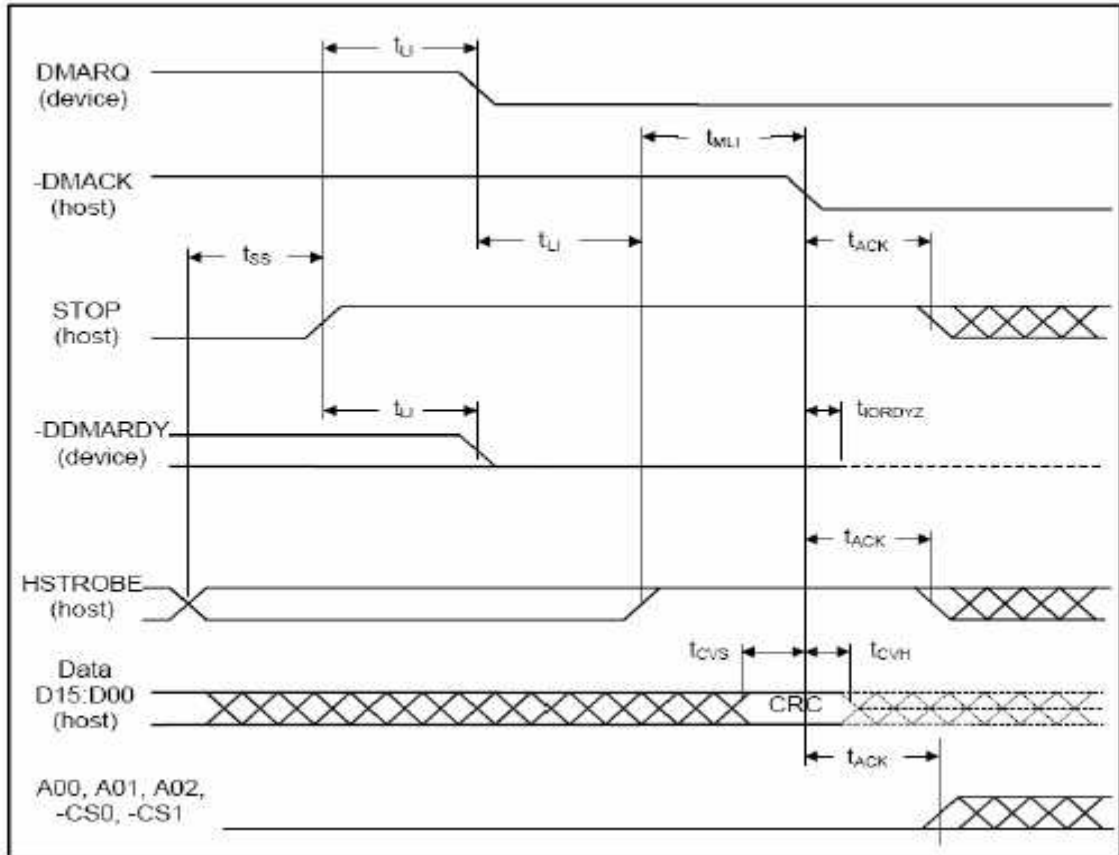 tLI
DMARQ
(device)
tMLI
-DMACK
(host)
tSS
tLI
tACK
STOP
(host)
tLI
tIORDYZ
-DDMARDY
(device)
tACK
HSTROBE
(host)
tCVS
tCVH
Data
D15:D00
(host)
CRC
tACK
A00, A01, A02,
-CS0, -CS1